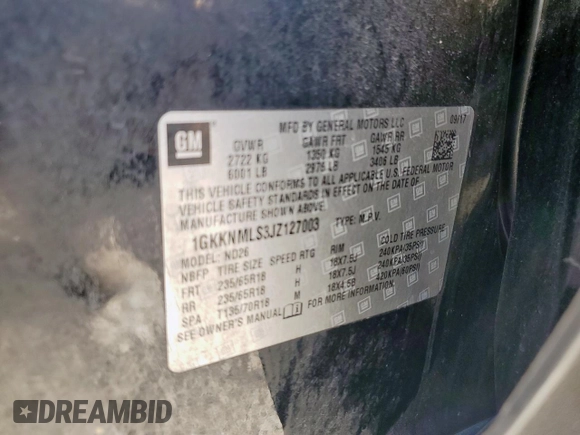 GM
MFD BY GENERAL MOTORS LLC 09/17
GVWR GAWR FRT GAWR RR
2722 KG 1350 KG 1545 KG
6001 LB 2976 LB 3406 LB
THIS VEHICLE CONFORMS TO ALL APPLICABLE U.S. FEDERAL MOTOR
VEHICLE SAFETY STANDARDS IN EFFECT ON THE DATE OF
MANUFACTURE SHOWN ABOVE.
1GKKNMLS3JZ127003 TYPE: M.P.V.
MODEL: ND26
NBFP TIRE SIZE SPEED RTG RIM COLD TIRE PRESSURE
FRT 235/65R18 H 18X7.5J 240KPA(35PSI)
RR 235/65R18 H 18X7.5J 240KPA(35PSI)
SPA T135/70R18 M 18X4.5B 420KPA(60PSI)
SEE OWNER'S MANUAL FOR MORE INFORMATION.
DREAMBID